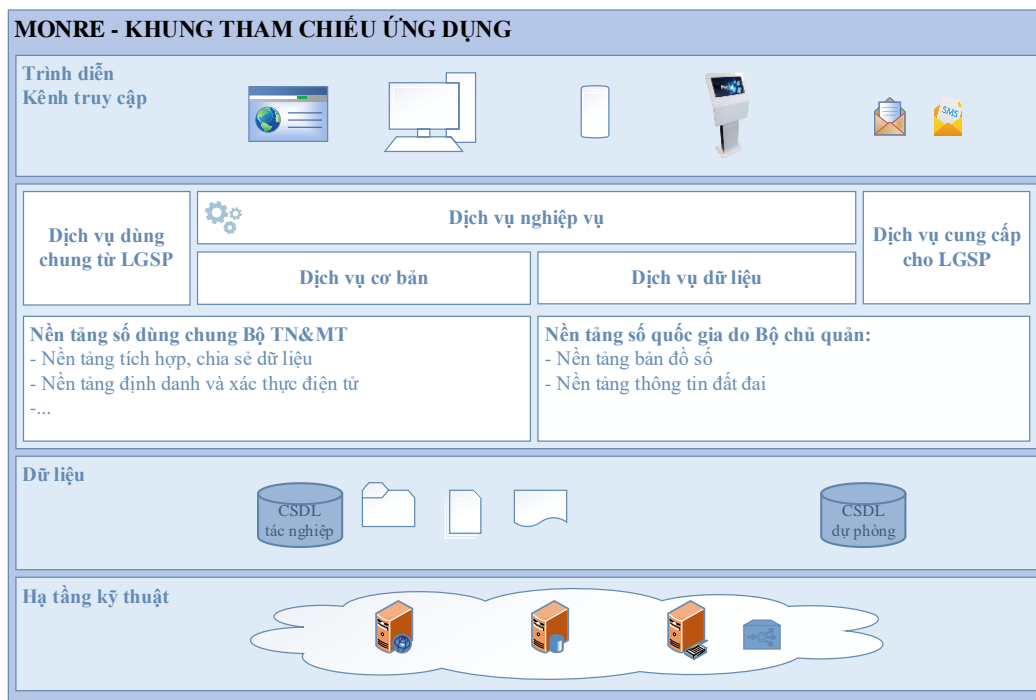 MONRE - KHUNG THAM CHIẾU ỨNG DỤNG
Trình diễn
Kênh truy cập
SMS
Dịch vụ dùng
chung từ LGSP
Dịch vụ nghiệp vụ
Dịch vụ cơ bản
Dịch vụ dữ liệu
Dịch vụ cung cấp
cho LGSP
Nền tảng số dùng chung Bộ TN&MT
- Nền tảng tích hợp, chia sẻ dữ liệu
- Nền tảng định danh và xác thực điện tử
-...
Nền tảng số quốc gia do Bộ chủ quản:
- Nền tảng bản đồ số
- Nền tảng thông tin đất đai
Dữ liệu
CSDL
tác nghiệp
CSDL
dự phòng
Hạ tầng kỹ thuật